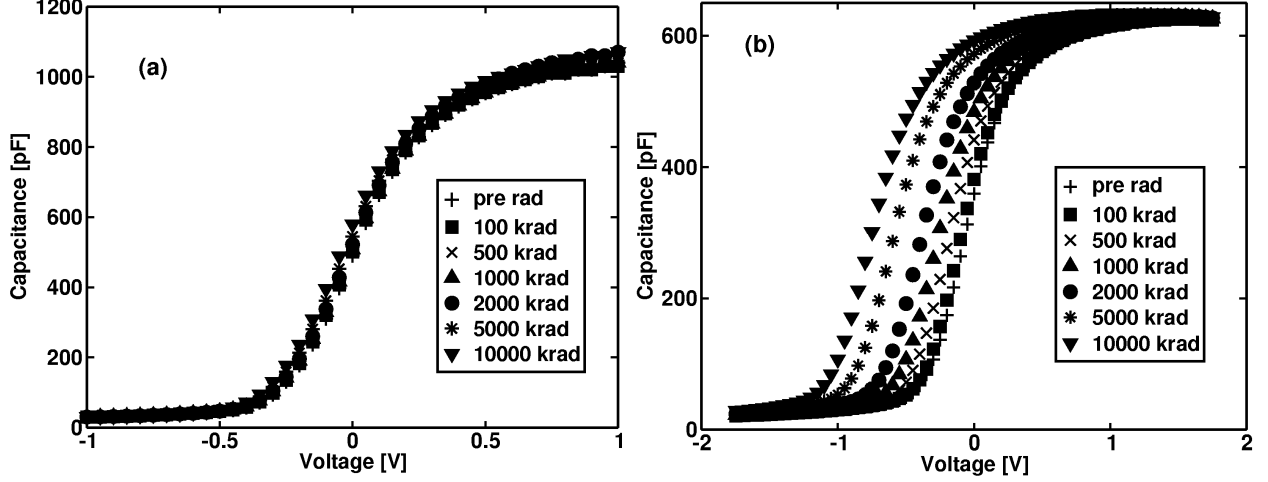 1200
1000
800
600
400
200
0
-1
-0.5
0
0.5
1
Capacitance [pF]
Voltage [V]
(a)
pre rad
100 krad
500 krad
1000 krad
2000 krad
5000 krad
10000 krad
600
400
200
0
-2
-1
0
1
2
Capacitance [pF]
Voltage [V]
(b)
pre rad
100 krad
500 krad
1000 krad
2000 krad
5000 krad
10000 krad